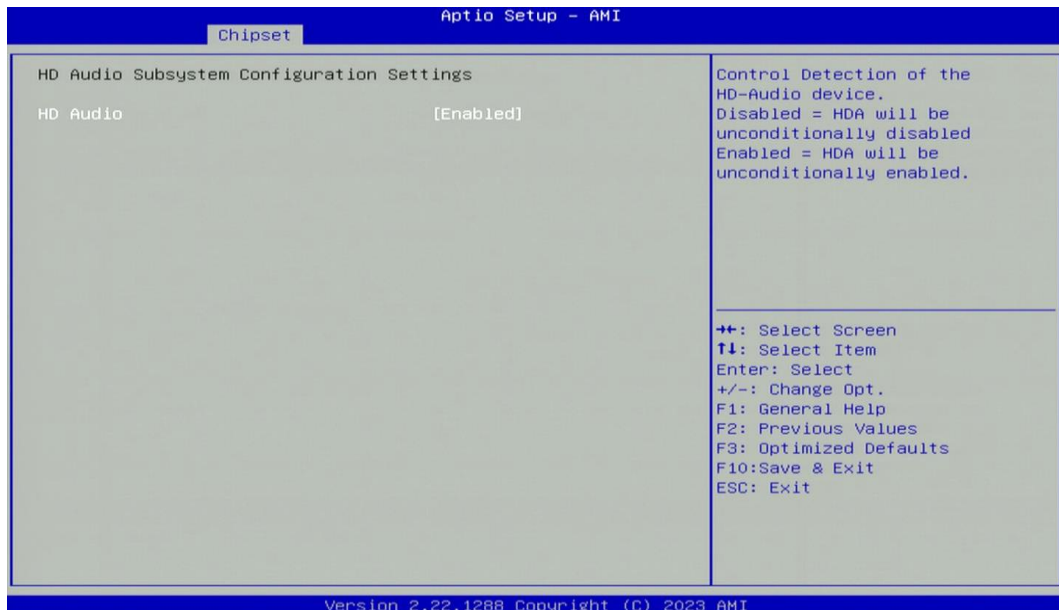 Aptio Setup – AMI
Chipset
HD Audio Subsystem Configuration Settings
HD Audio [Enabled]
Control Detection of the
HD-Audio device.
Disabled = HDA will be
unconditionally disabled
Enabled = HDA will be
unconditionally enabled.
→←: Select Screen
↑↓: Select Item
Enter: Select
+/-: Change Opt.
F1: General Help
F2: Previous Values
F3: Optimized Defaults
F10:Save & Exit
ESC: Exit
Version 2.22.1288 Copyright (C) 2023 AMI